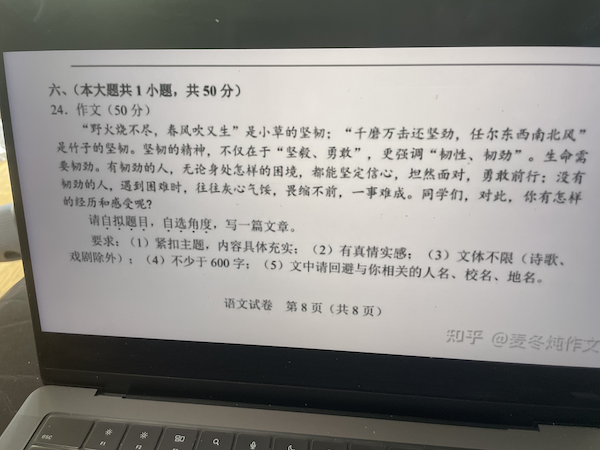 六、（本大题共1小题，共50分）
24．作文（50分）
“野火烧不尽，春风吹又生”是小草的坚韧；“千磨万击还坚劲，任尔东西南北风”
是竹子的坚韧。坚韧的精神，不仅在于“坚毅、勇敢”，更强调“韧性、韧劲”。生命需
要韧劲。有韧劲的人，无论身处怎样的困境，都能坚定信心，坦然面对，勇敢前行；没有
韧劲的人，遇到困难时，往往灰心气馁，畏缩不前，一事难成。同学们，对此，你有怎样
的经历和感受呢？
请自拟题目，自选角度，写一篇文章。
要求：（1）紧扣主题，内容具体充实；（2）有真情实感；（3）文体不限（诗歌、
戏剧除外）；（4）不少于600字；（5）文中请回避与你相关的人名、校名、地名。
语文试卷 第8页（共8页）
知乎 @麦冬炖作文
esc